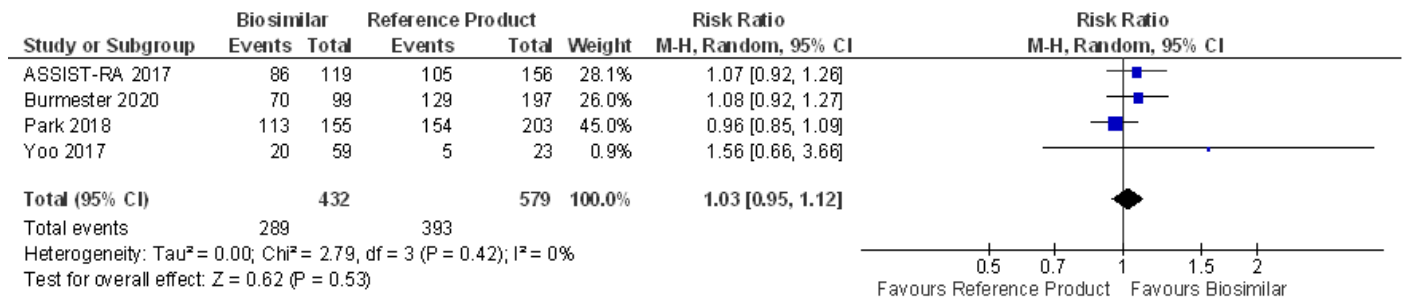 Biosimilar Reference Product Risk Ratio Risk Ratio
Study or Subgroup Events Total Events Total Weight M-H, Random, 95% CI M-H, Random, 95% CI
ASSIST-RA 2017 86 119 105 156 28.1% 1.07 [0.92, 1.26]
Burmester 2020 70 99 129 197 26.0% 1.08 [0.92, 1.27]
Park 2018 113 155 154 203 45.0% 0.96 [0.85, 1.09]
Yoo 2017 20 59 5 23 0.9% 1.56 [0.66, 3.66]
Total (95% CI) 432 579 100.0% 1.03 [0.95, 1.12]
Total events 289 393
Heterogeneity: Tau² = 0.00; Chi² = 2.79, df = 3 (P = 0.42); I² = 0%
Test for overall effect: Z = 0.62 (P = 0.53)
0.5 0.7 1 1.5 2
Favours Reference Product Favours Biosimilar